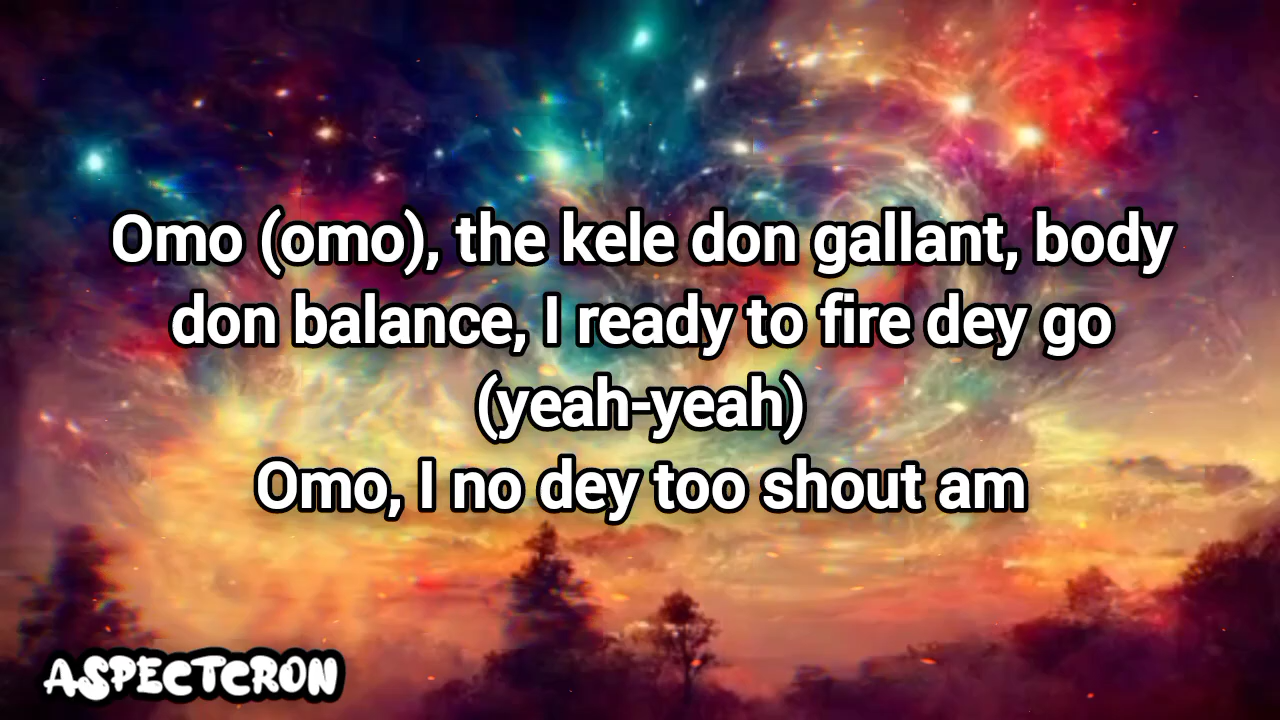 Omo (omo), the kele don gallant, body
don balance, I ready to fire dey go
(yeah-yeah)
Omo, I no dey too shout am
ASPECTCRON